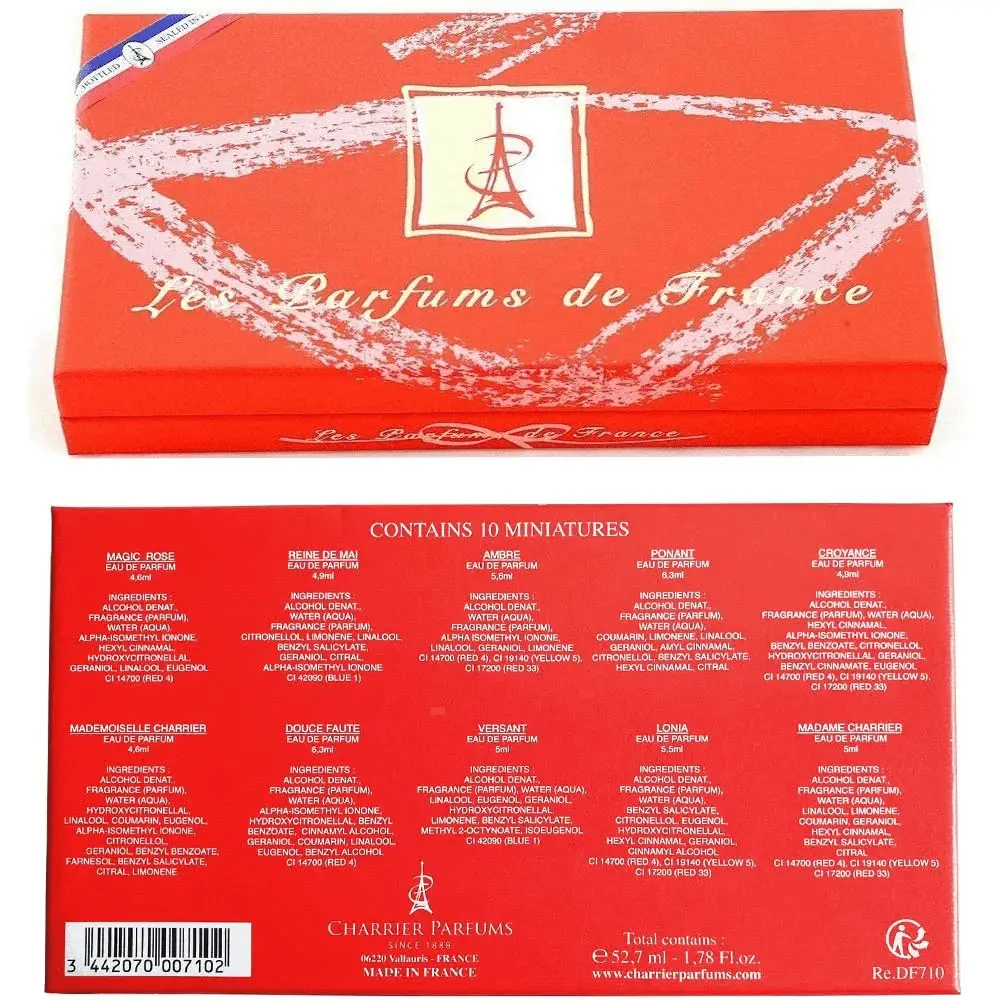 BOTTLED
SEALED IN
Les Parfums de France
Les Parfums de France
CONTAINS 10 MINIATURES
MAGIC ROSE
EAU DE PARFUM
4,6ml
INGREDIENTS :
ALCOHOL DENAT.,
FRAGRANCE (PARFUM),
WATER (AQUA),
ALPHA-ISOMETHYL IONONE,
HEXYL CINNAMAL,
HYDROXYCITRONELLAL,
GERANIOL, LINALOOL, EUGENOL
CI 14700 (RED 4)
REINE DE MAI
EAU DE PARFUM
4,9ml
INGREDIENTS :
ALCOHOL DENAT.,
WATER (AQUA),
FRAGRANCE (PARFUM),
CITRONELLOL, LIMONENE, LINALOOL,
BENZYL SALICYLATE,
GERANIOL, CITRAL,
ALPHA-ISOMETHYL IONONE
CI 42090 (BLUE 1)
AMBRE
EAU DE PARFUM
5,6ml
INGREDIENTS :
ALCOHOL DENAT.,
WATER (AQUA),
FRAGRANCE (PARFUM),
ALPHA ISOMETHYL IONONE,
LINALOOL, GERANIOL, LIMONENE
CI 14700 (RED 4), CI 19140 (YELLOW 5)
CI 17200 (RED 33)
PONANT
EAU DE PARFUM
6,3ml
INGREDIENTS :
ALCOHOL DENAT.,
FRAGRANCE (PARFUM),
WATER (AQUA),
COUMARIN, LIMONENE, LINALOOL,
GERANIOL, AMYL CINNAMAL,
CITRONELLOL, BENZYL SALICYLATE,
HEXYL CINNAMAL, CITRAL
CROYANCE
EAU DE PARFUM
4,9ml
INGREDIENTS :
ALCOHOL DENAT.,
FRAGRANCE (PARFUM), WATER (AQUA),
HEXYL CINNAMAL,
ALPHA-ISOMETHYL IONONE,
BENZYL BENZOATE, CITRONELLOL,
HYDROXYCITRONELLAL, GERANIOL,
BENZYL CINNAMATE, EUGENOL
CI 14700 (RED 4), CI 19140 (YELLOW 5),
CI 17200 (RED 33)
MADEMOISELLE CHARRIER
EAU DE PARFUM
4,6ml
INGREDIENTS :
ALCOHOL DENAT.,
FRAGRANCE (PARFUM),
WATER (AQUA),
HYDROXYCITRONELLAL,
LINALOOL, COUMARIN, EUGENOL,
ALPHA-ISOMETHYL IONONE,
CITRONELLOL,
GERANIOL, BENZYL BENZOATE,
FARNESOL, BENZYL SALICYLATE,
CITRAL, LIMONENE
DOUCE FAUTE
EAU DE PARFUM
6,3ml
INGREDIENTS :
ALCOHOL DENAT.,
FRAGRANCE (PARFUM),
WATER (AQUA),
ALPHA-ISOMETHYL IONONE,
HYDROXYCITRONELLAL, BENZYL
BENZOATE, CINNAMYL ALCOHOL,
GERANIOL, COUMARIN, LINALOOL,
EUGENOL, BENZYL ALCOHOL
CI 14700 (RED 4)
VERSANT
EAU DE PARFUM
5ml
INGREDIENTS :
ALCOHOL DENAT.,
FRAGRANCE (PARFUM), WATER (AQUA),
LINALOOL, EUGENOL, GERANIOL,
HYDROXYCITRONELLAL,
LIMONENE, BENZYL SALICYLATE,
METHYL 2-OCTYNOATE, ISOEUGENOL
CI 42090 (BLUE 1)
LONIA
EAU DE PARFUM
5,5ml
INGREDIENTS :
ALCOHOL DENAT.,
FRAGRANCE (PARFUM),
WATER (AQUA),
BENZYL SALICYLATE,
CITRONELLOL, EUGENOL,
HYDROXYCITRONELLAL,
HEXYL CINNAMAL, GERANIOL,
CINNAMYL ALCOHOL
CI 14700 (RED 4), CI 19140 (YELLOW 5)
CI 17200 (RED 33)
MADAME CHARRIER
EAU DE PARFUM
5ml
INGREDIENTS :
ALCOHOL DENAT.,
FRAGRANCE (PARFUM),
WATER (AQUA),
LINALOOL, LIMONENE,
COUMARIN, GERANIOL,
HEXYL CINNAMAL,
BENZYL SALICYLATE,
CITRAL
CI 14700 (RED 4), CI 19140 (YELLOW 5)
CI 17200 (RED 33)
CHARRIER PARFUMS
SINCE 1888
06220 Vallauris - FRANCE
MADE IN FRANCE
3 442070 007102
Total contains :
℮ 52,7 ml - 1,78 Fl.oz.
www.charrierparfums.com
Re.DF710